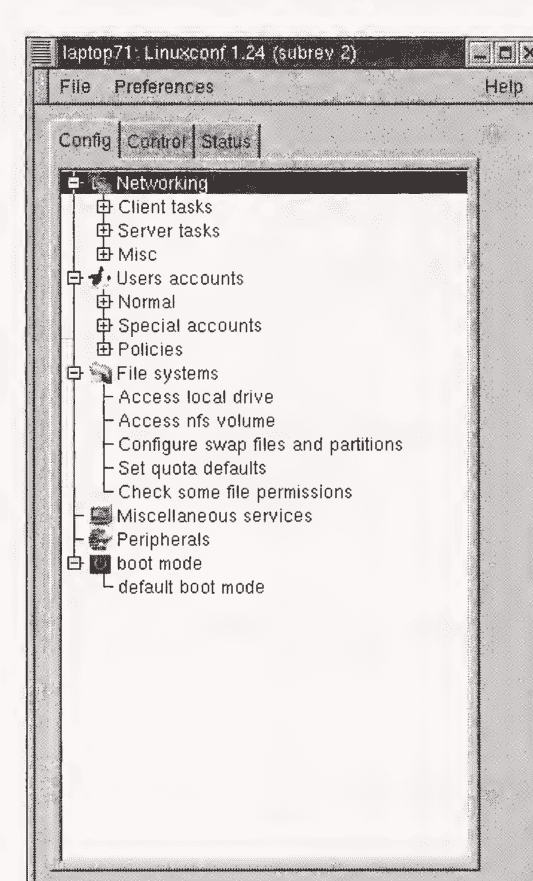 laptop71: Linuxconf 1.24 (subrev 2)
File Preferences Help
Config Control Status
Networking
Client tasks
Server tasks
Misc
Users accounts
Normal
Special accounts
Policies
File systems
Access local drive
Access nfs volume
Configure swap files and partitions
Set quota defaults
Check some file permissions
Miscellaneous services
Peripherals
boot mode
default boot mode